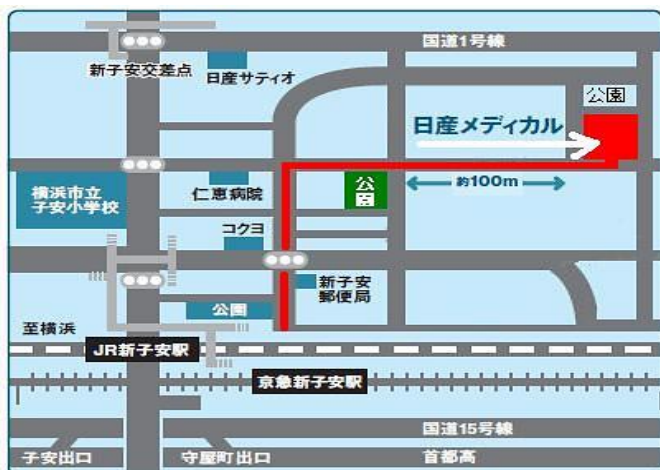 国道1号線
新子安交差点
日産サティオ
公園
日産メディカル
横浜市立
子安小学校
仁恵病院
公園
約100m
コクヨ
新子安
郵便局
公園
至横浜
JR新子安駅
京急新子安駅
国道15号線
子安出口
守屋町出口
首都高